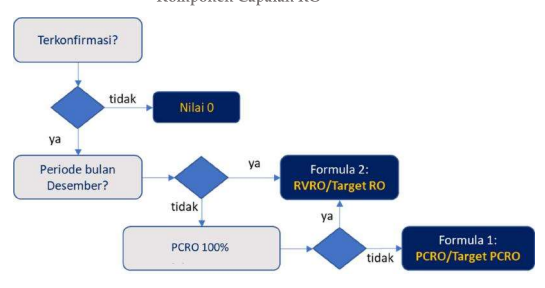 Komponen Capaian RO
Terkonfirmasi?
tidak
Nilai 0
ya
Periode bulan
Desember?
ya
Formula 2:
RVRO/Target RO
tidak
ya
PCRO 100%
tidak
Formula 1:
PCRO/Target PCRO